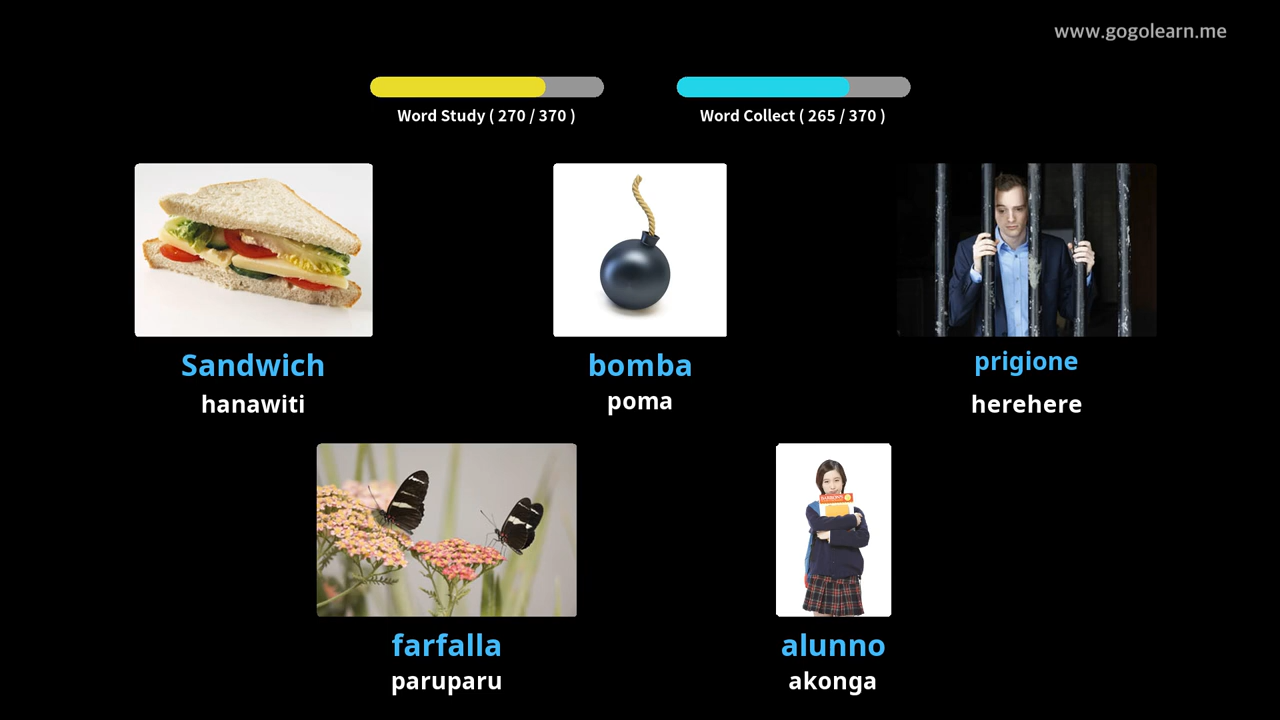 www.gogolearn.me
Word Study ( 270 / 370 )
Word Collect ( 265 / 370 )
Sandwich
hanawiti
bomba
poma
prigione
herehere
farfalla
paruparu
alunno
akonga